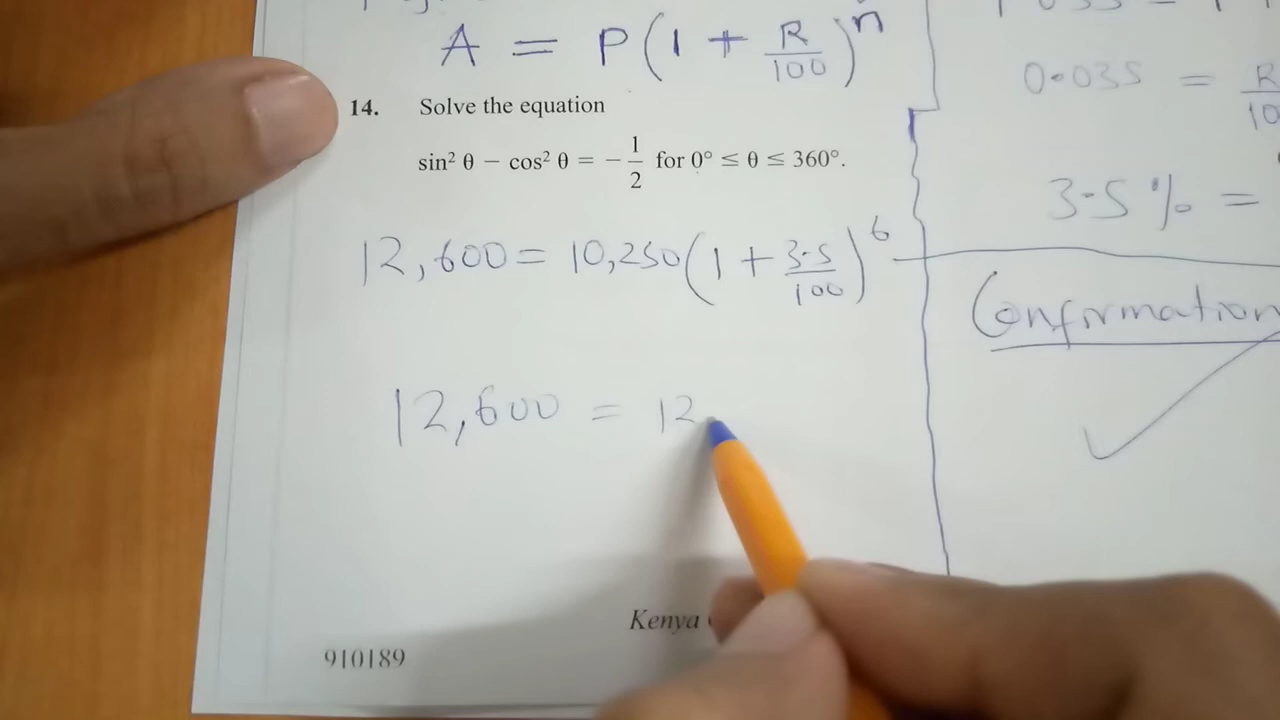 A = P(1 + R/100)^n
14. Solve the equation
sin² θ − cos² θ = − 1/2 for 0° ≤ θ ≤ 360°.
12,600 = 10,250(1 + 3.5/100)^6
12,600 = 12
Kenya
910189
0.035 =
3.5 % =
Confirmation